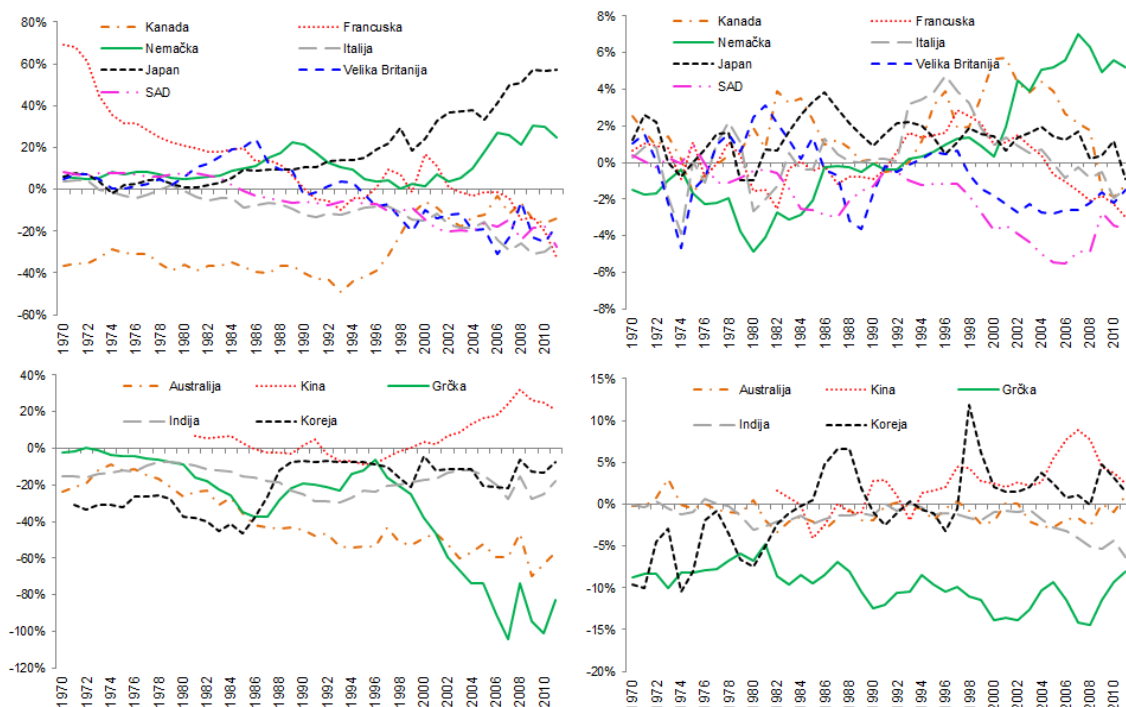 80%
60%
40%
20%
0%
-20%
-40%
-60%
Kanada Francuska
Nemačka Italija
Japan Velika Britanija
SAD
1970 1972 1974 1976 1978 1980 1982 1984 1986 1988 1990 1992 1994 1996 1998 2000 2002 2004 2006 2008 2010
8%
6%
4%
2%
0%
-2%
-4%
-6%
-8%
Kanada Francuska
Nemačka Italija
Japan Velika Britanija
SAD
1970 1972 1974 1976 1978 1980 1982 1984 1986 1988 1990 1992 1994 1996 1998 2000 2002 2004 2006 2008 2010
40%
20%
0%
-20%
-40%
-60%
-80%
-100%
-120%
Australija Kina Grčka
Indija Koreja
1970 1972 1974 1976 1978 1980 1982 1984 1986 1988 1990 1992 1994 1996 1998 2000 2002 2004 2006 2008 2010
15%
10%
5%
0%
-5%
-10%
-15%
-20%
Australija Kina Grčka
Indija Koreja
1970 1972 1974 1976 1978 1980 1982 1984 1986 1988 1990 1992 1994 1996 1998 2000 2002 2004 2006 2008 2010